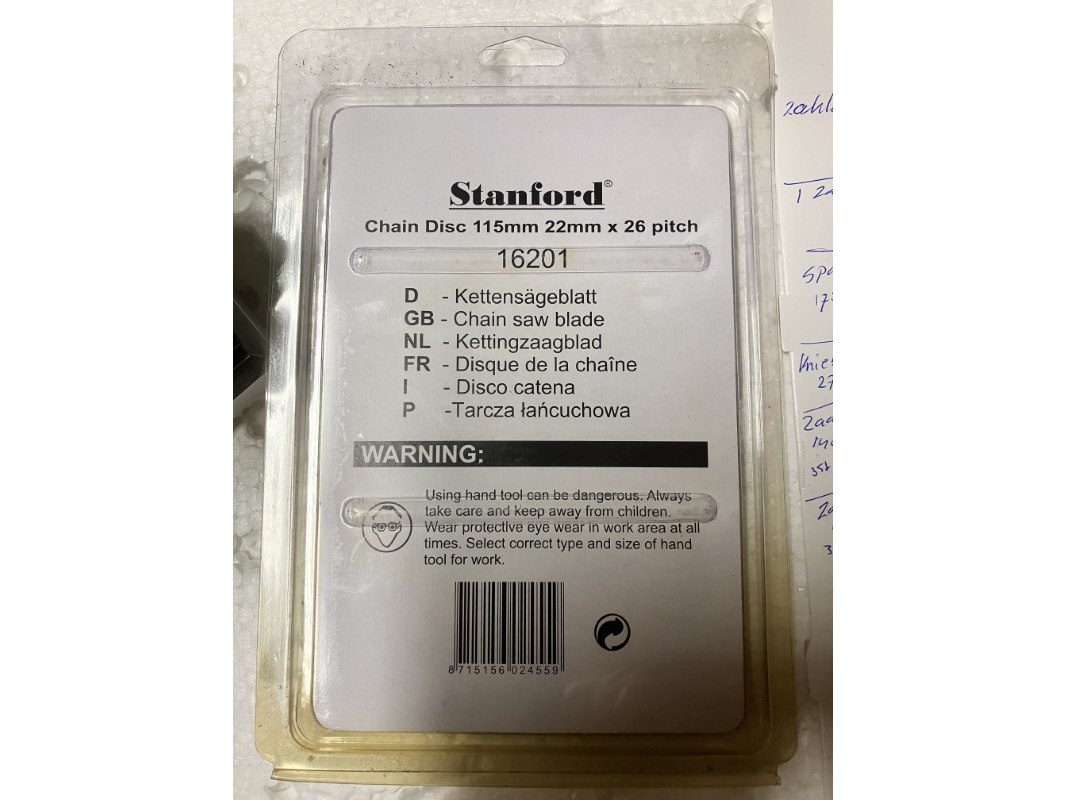 Stanford®
Chain Disc 115mm 22mm x 26 pitch
16201
D - Kettensägeblatt
GB - Chain saw blade
NL - Kettingzaagblad
FR - Disque de la chaîne
I - Disco catena
P -Tarcza łańcuchowa
WARNING:
Using hand tool can be dangerous. Always
take care and keep away from children.
Wear protective eye wear in work area at all
times. Select correct type and size of hand
tool for work.
8 715156 024559